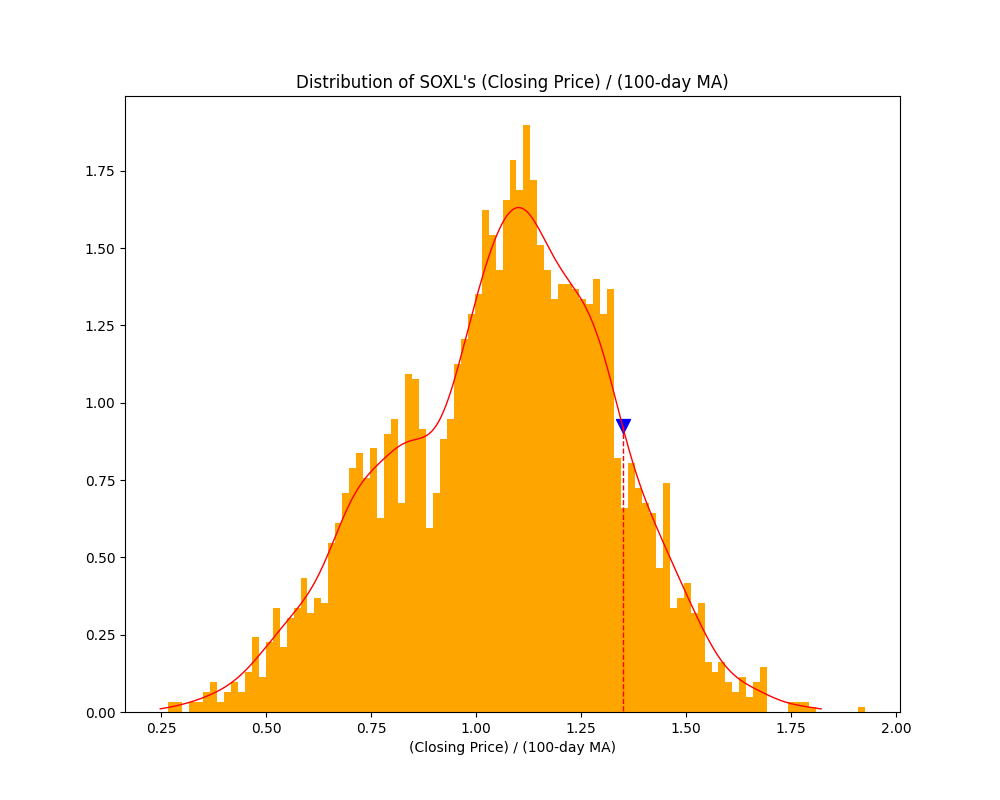 Distribution of SOXL's (Closing Price) / (100-day MA)
1.75
1.50
1.25
1.00
0.75
0.50
0.25
0.00
0.25 0.50 0.75 1.00 1.25 1.50 1.75 2.00
(Closing Price) / (100-day MA)